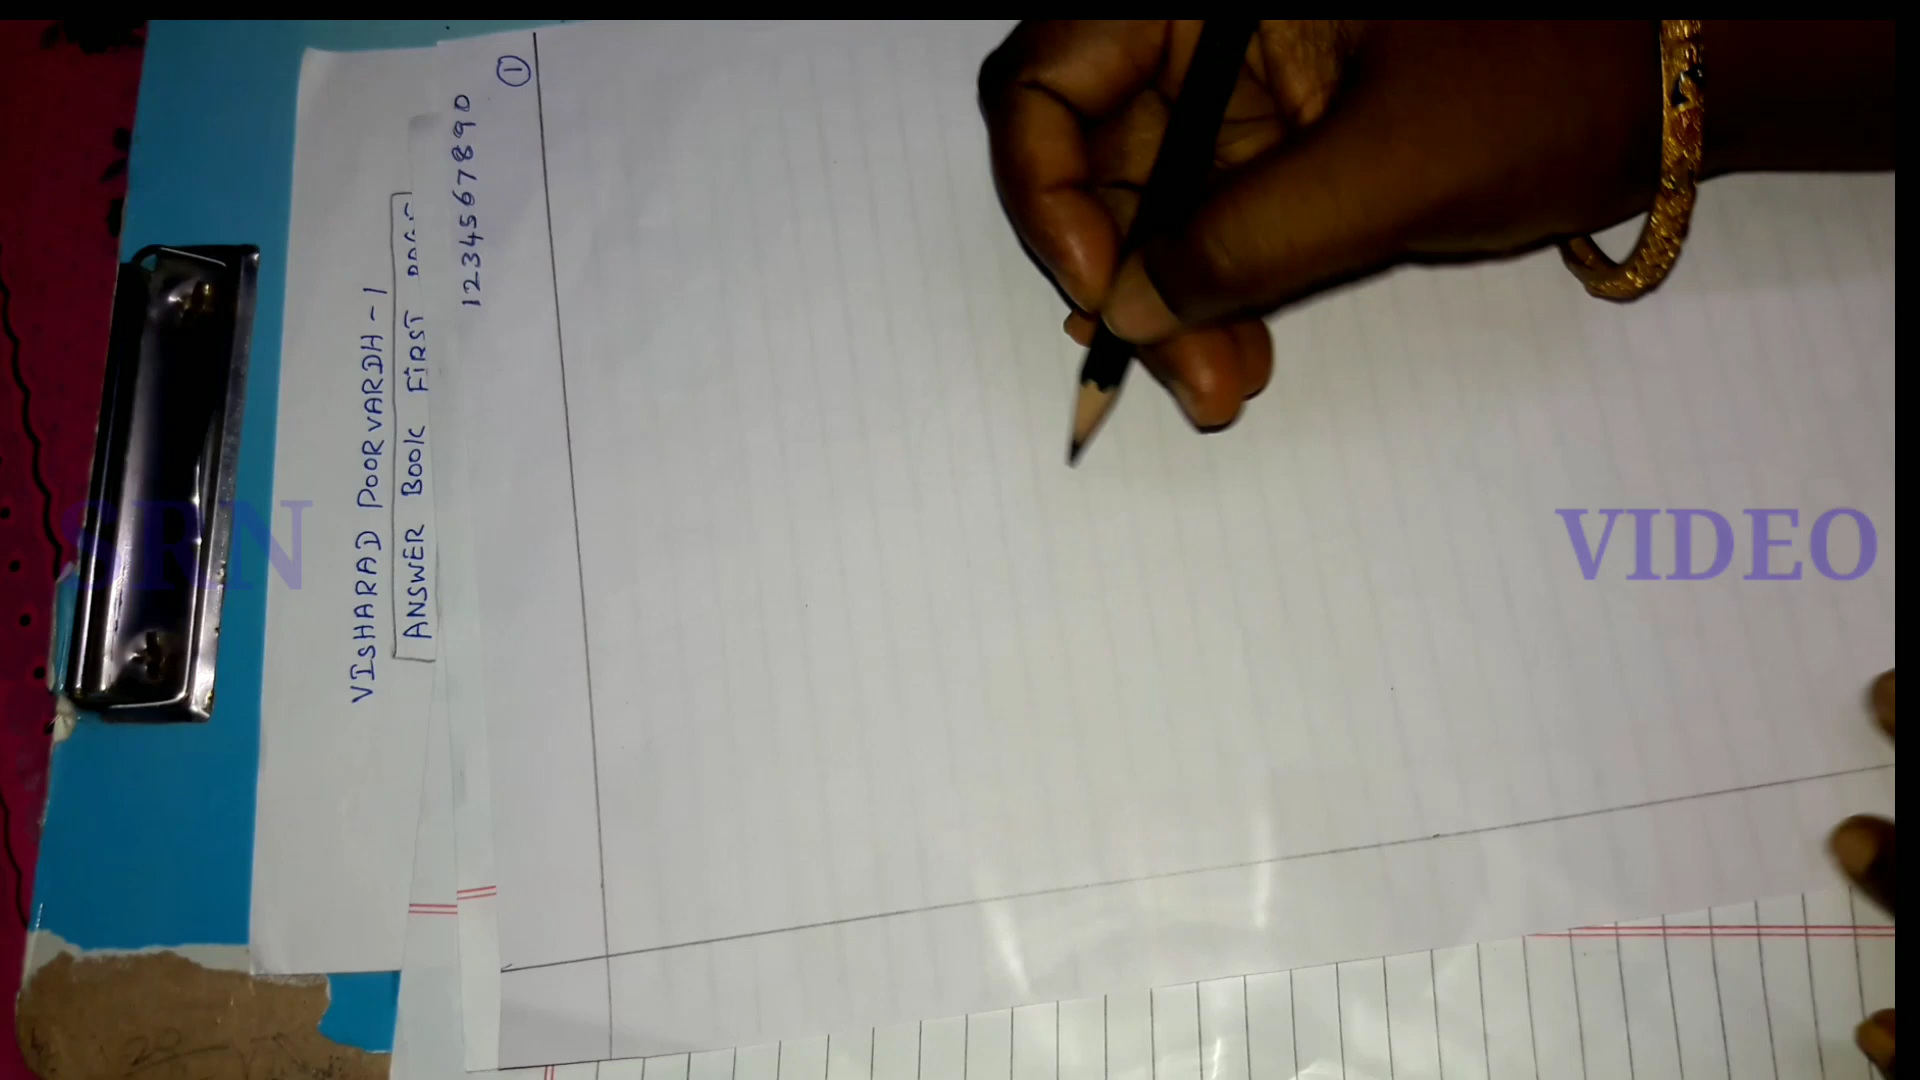 VISHARAD POORVARDH - 1
ANSWER BOOK FIRST
1234567890
1
SRN
VIDEO